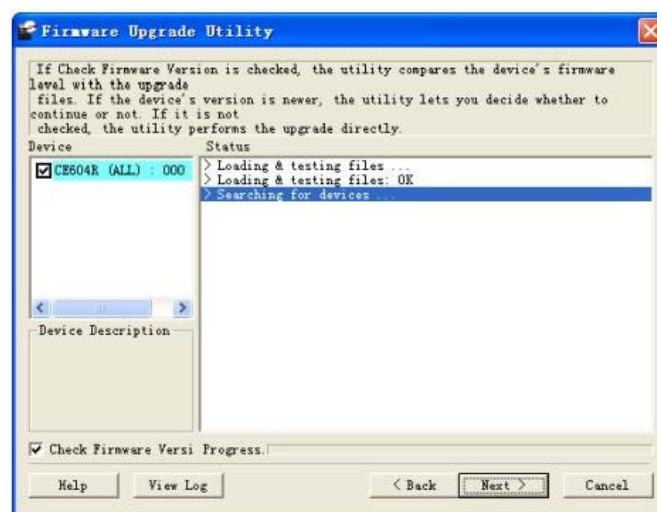 Firmware Upgrade Utility
If Check Firmware Version is checked, the utility compares the device's firmware
level with the upgrade
files. If the device's version is newer, the utility lets you decide whether to
continue or not. If it is
not
checked, the utility performs the upgrade directly.
Device Status
CE604R (ALL) : 000
> Loading & testing files ...
> Loading & testing files: OK
> Searching for devices ...
Device Description
Check Firmware Versi Progress.
Help View Log < Back Next > Cancel